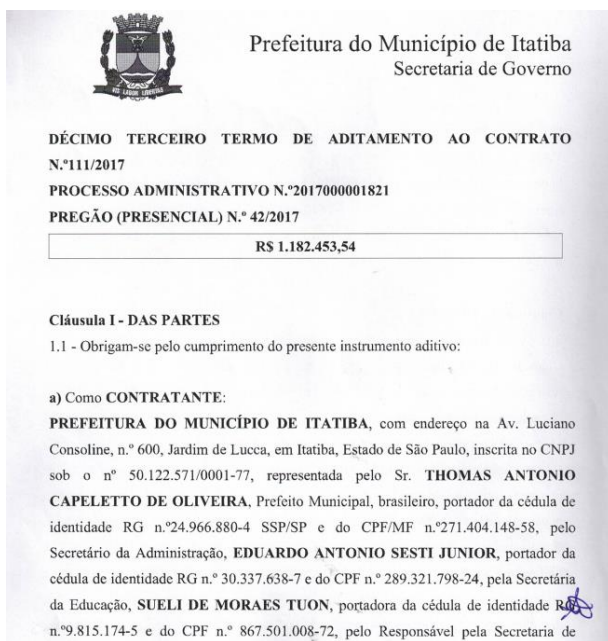 VIS LABOR LIBERTAS
Prefeitura do Município de Itatiba
Secretaria de Governo
DÉCIMO TERCEIRO TERMO DE ADITAMENTO AO CONTRATO
N.º111/2017
PROCESSO ADMINISTRATIVO N.º2017000001821
PREGÃO (PRESENCIAL) N.º 42/2017
R$ 1.182.453,54
Cláusula I - DAS PARTES
1.1 - Obrigam-se pelo cumprimento do presente instrumento aditivo:
a) Como CONTRATANTE:
PREFEITURA DO MUNICÍPIO DE ITATIBA, com endereço na Av. Luciano
Consoline, n.º 600, Jardim de Lucca, em Itatiba, Estado de São Paulo, inscrita no CNPJ
sob o nº 50.122.571/0001-77, representada pelo Sr. THOMAS ANTONIO
CAPELETTO DE OLIVEIRA, Prefeito Municipal, brasileiro, portador da cédula de
identidade RG n.º24.966.880-4 SSP/SP e do CPF/MF n.º271.404.148-58, pelo
Secretário da Administração, EDUARDO ANTONIO SESTI JUNIOR, portador da
cédula de identidade RG n.º 30.337.638-7 e do CPF n.º 289.321.798-24, pela Secretária
da Educação, SUELI DE MORAES TUON, portadora da cédula de identidade RG
n.º9.815.174-5 e do CPF n.º 867.501.008-72, pelo Responsável pela Secretaria de